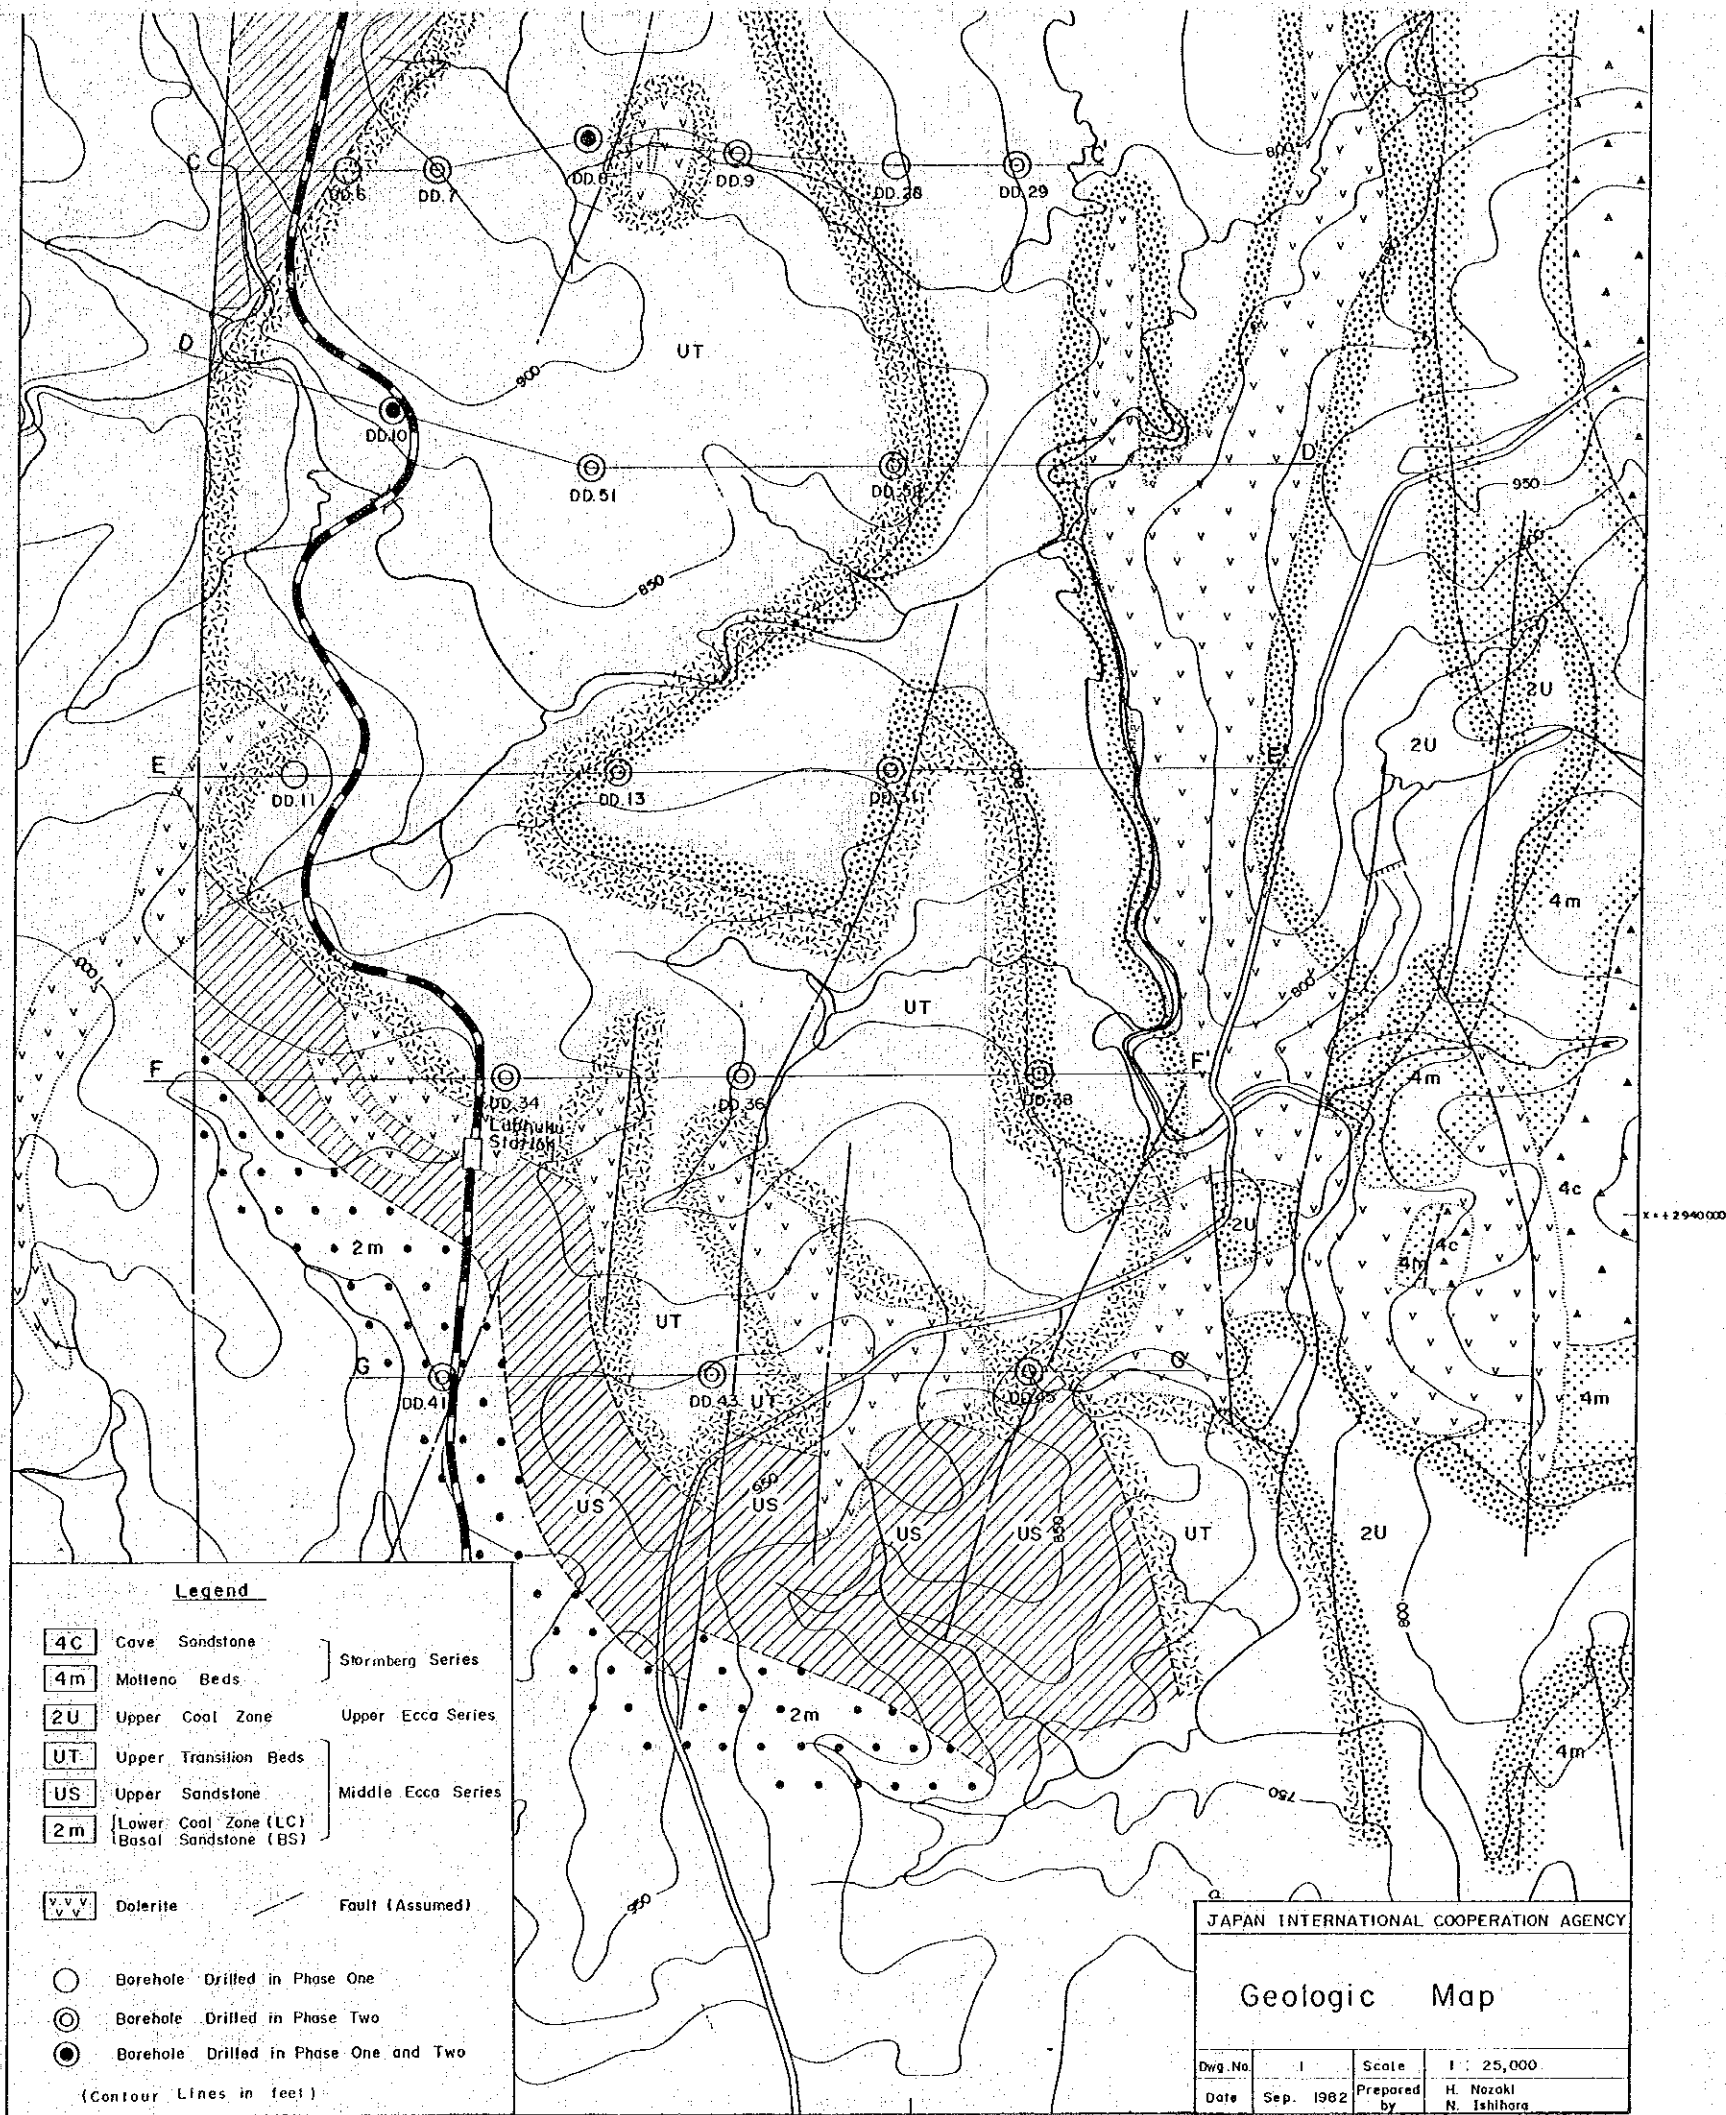 C
C'
800
DD.6
DD.7
DD.8
DD.9
DD.28
DD.29
D
UT
900
DD.10
DD.51
D'
950
850
2U
2U
E
E'
DD.11
DD.13
4m
1000
UT
800
F
F'
DD.34
DD.36
DD.38
4m
Station
4c
2U
4c
4m
X = + 2940000
2m
UT
G
DD.41
DD.43
UT
DD.45
4m
US
US
US
US
850
UT
2U
800
2m
4m
750
Legend
4C Cave Sandstone
Stormberg Series
4m Molteno Beds
2U Upper Coal Zone Upper Ecca Series
UT Upper Transition Beds
US Upper Sandstone Middle Ecca Series
2m Lower Coal Zone (LC)
Basal Sandstone (BS)
Dolerite Fault (Assumed)
Borehole Drilled in Phase One
Borehole Drilled in Phase Two
Borehole Drilled in Phase One and Two
(Contour Lines in feet)
JAPAN INTERNATIONAL COOPERATION AGENCY
Geologic Map
Dwg. No. 1 Scale 1 : 25,000
Date Sep. 1982 Prepared by H. Nozaki
N. Ishihara